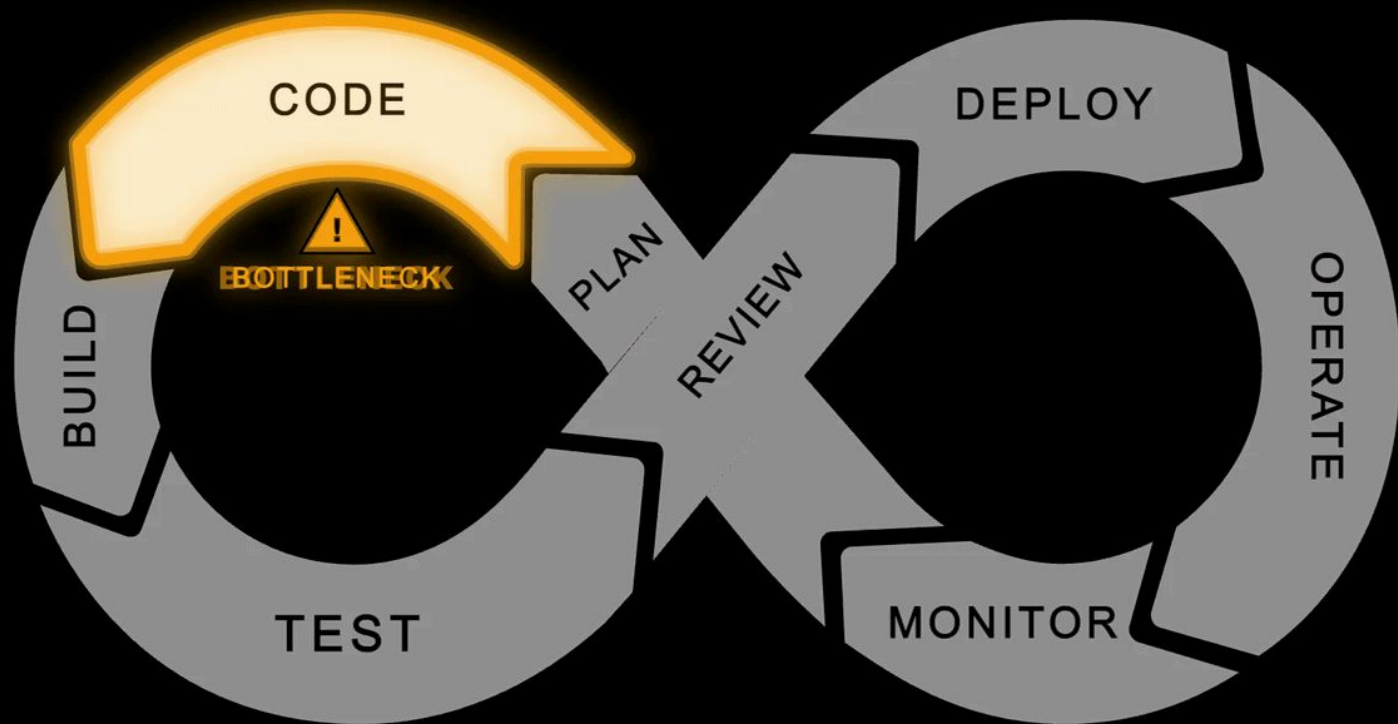 CODE
!
BOTTLENECK
PLAN
BUILD
TEST
REVIEW
DEPLOY
OPERATE
MONITOR